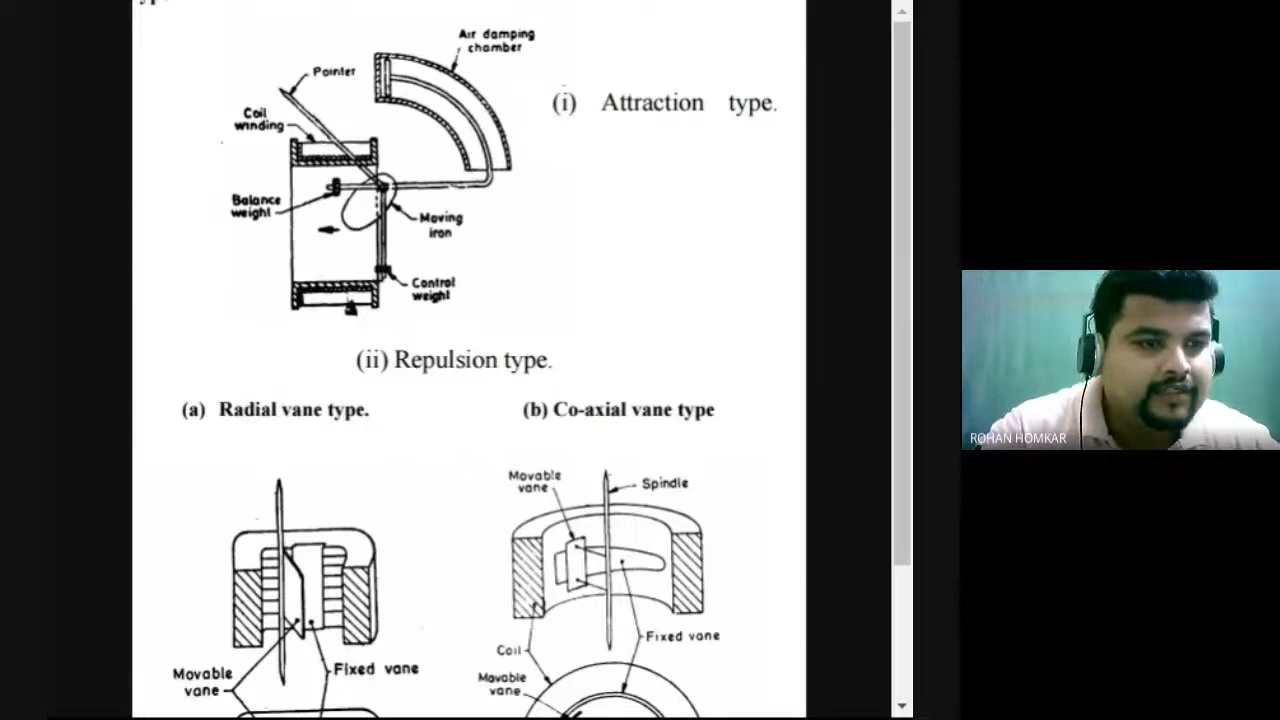 Air damping
chamber
Pointer
(i) Attraction type.
Coil
winding
Balance
weight
Moving
iron
Control
weight
(ii) Repulsion type.
(a) Radial vane type.
(b) Co-axial vane type
Movable
vane
Spindle
Fixed vane
Coil
Movable
vane
Fixed vane
Movable
vane
ROHAN HOMKAR